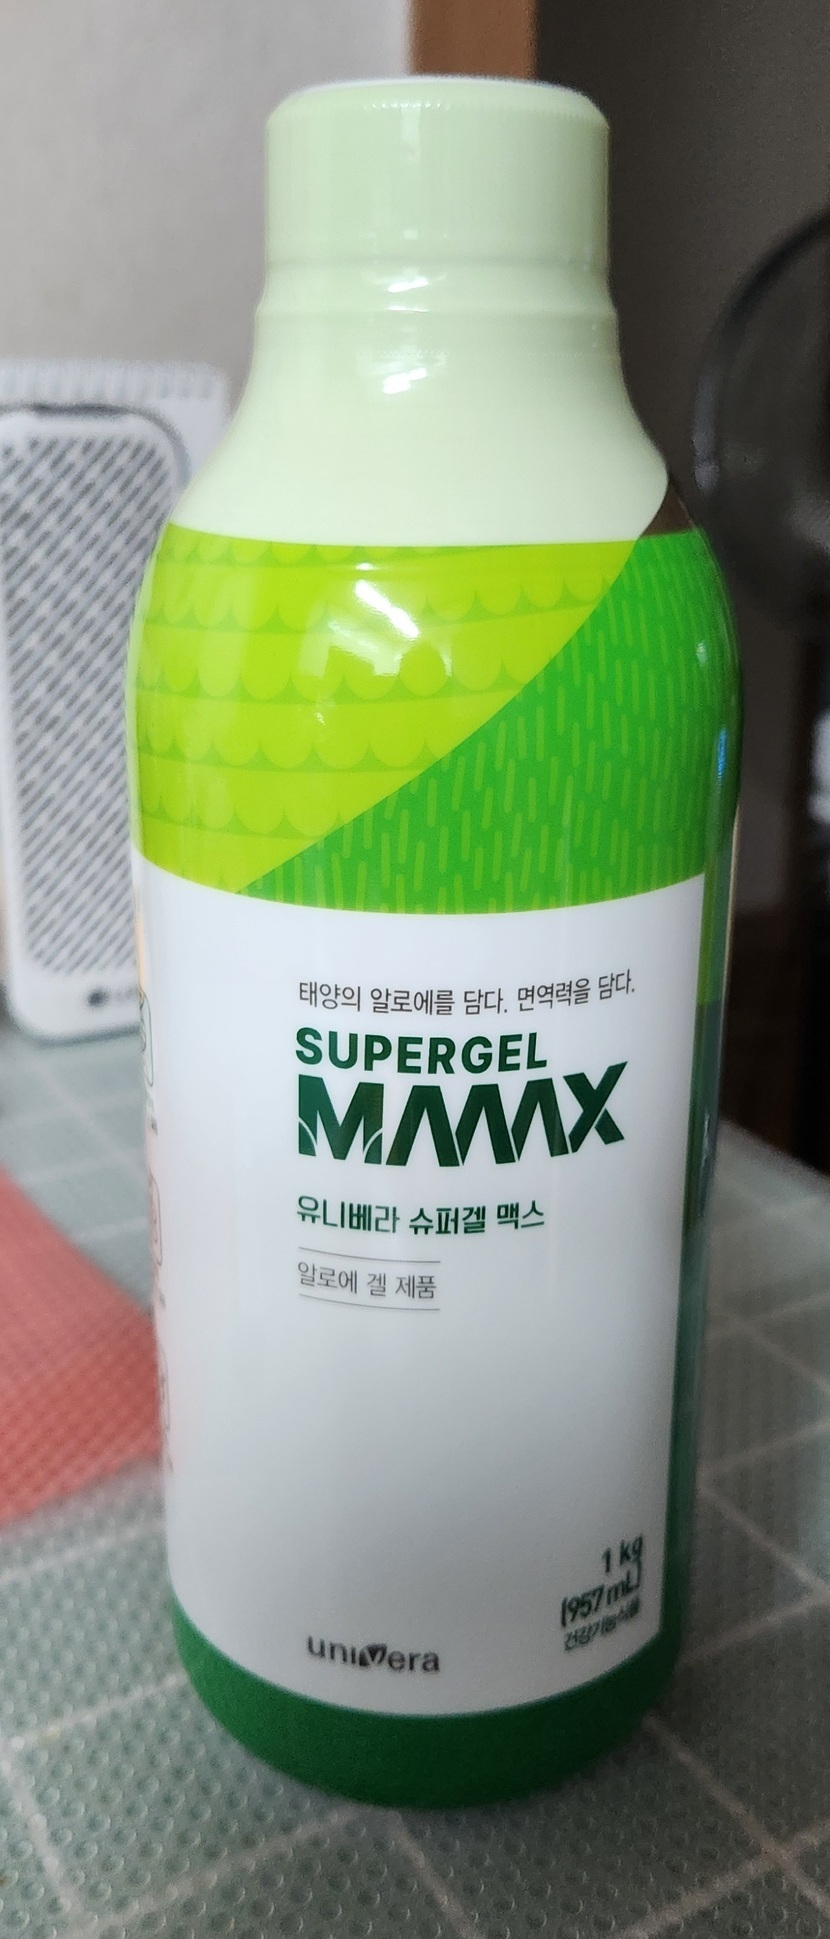 태양의 알로에를 담다. 면역력을 담다.
SUPERGEL
MAAAX
유니베라 슈퍼겔 맥스
알로에 겔 제품
1 kg
(957 mL)
건강기능식품
univera